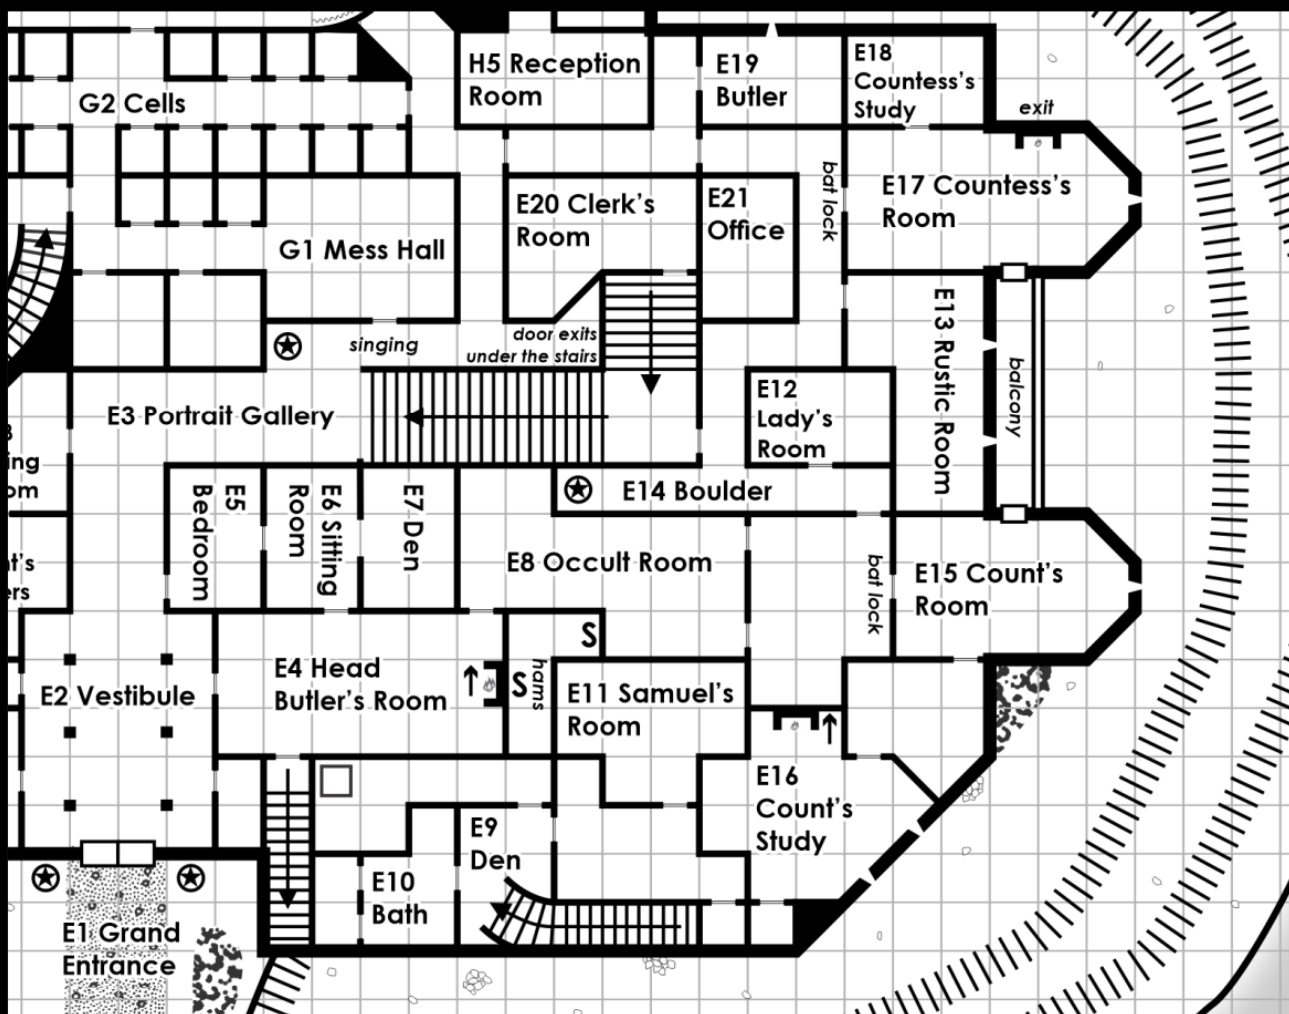 H5 Reception
Room
E19
Butler
E18
Countess's
Study
G2 Cells
exit
bat lock
E17 Countess's
Room
E20 Clerk's
Room
E21
Office
G1 Mess Hall
singing
door exits
under the stairs
E13 Rustic Room
balcony
E12
Lady's
Room
E3 Portrait Gallery
ing
om
E14 Boulder
E5
Bedroom
E6 Sitting
Room
E7 Den
E8 Occult Room
bat lock
E15 Count's
Room
t's
ers
S
E4 Head
Butler's Room
S
hams
E2 Vestibule
E11 Samuel's
Room
E16
Count's
Study
E9
Den
E10
Bath
E1 Grand
Entrance